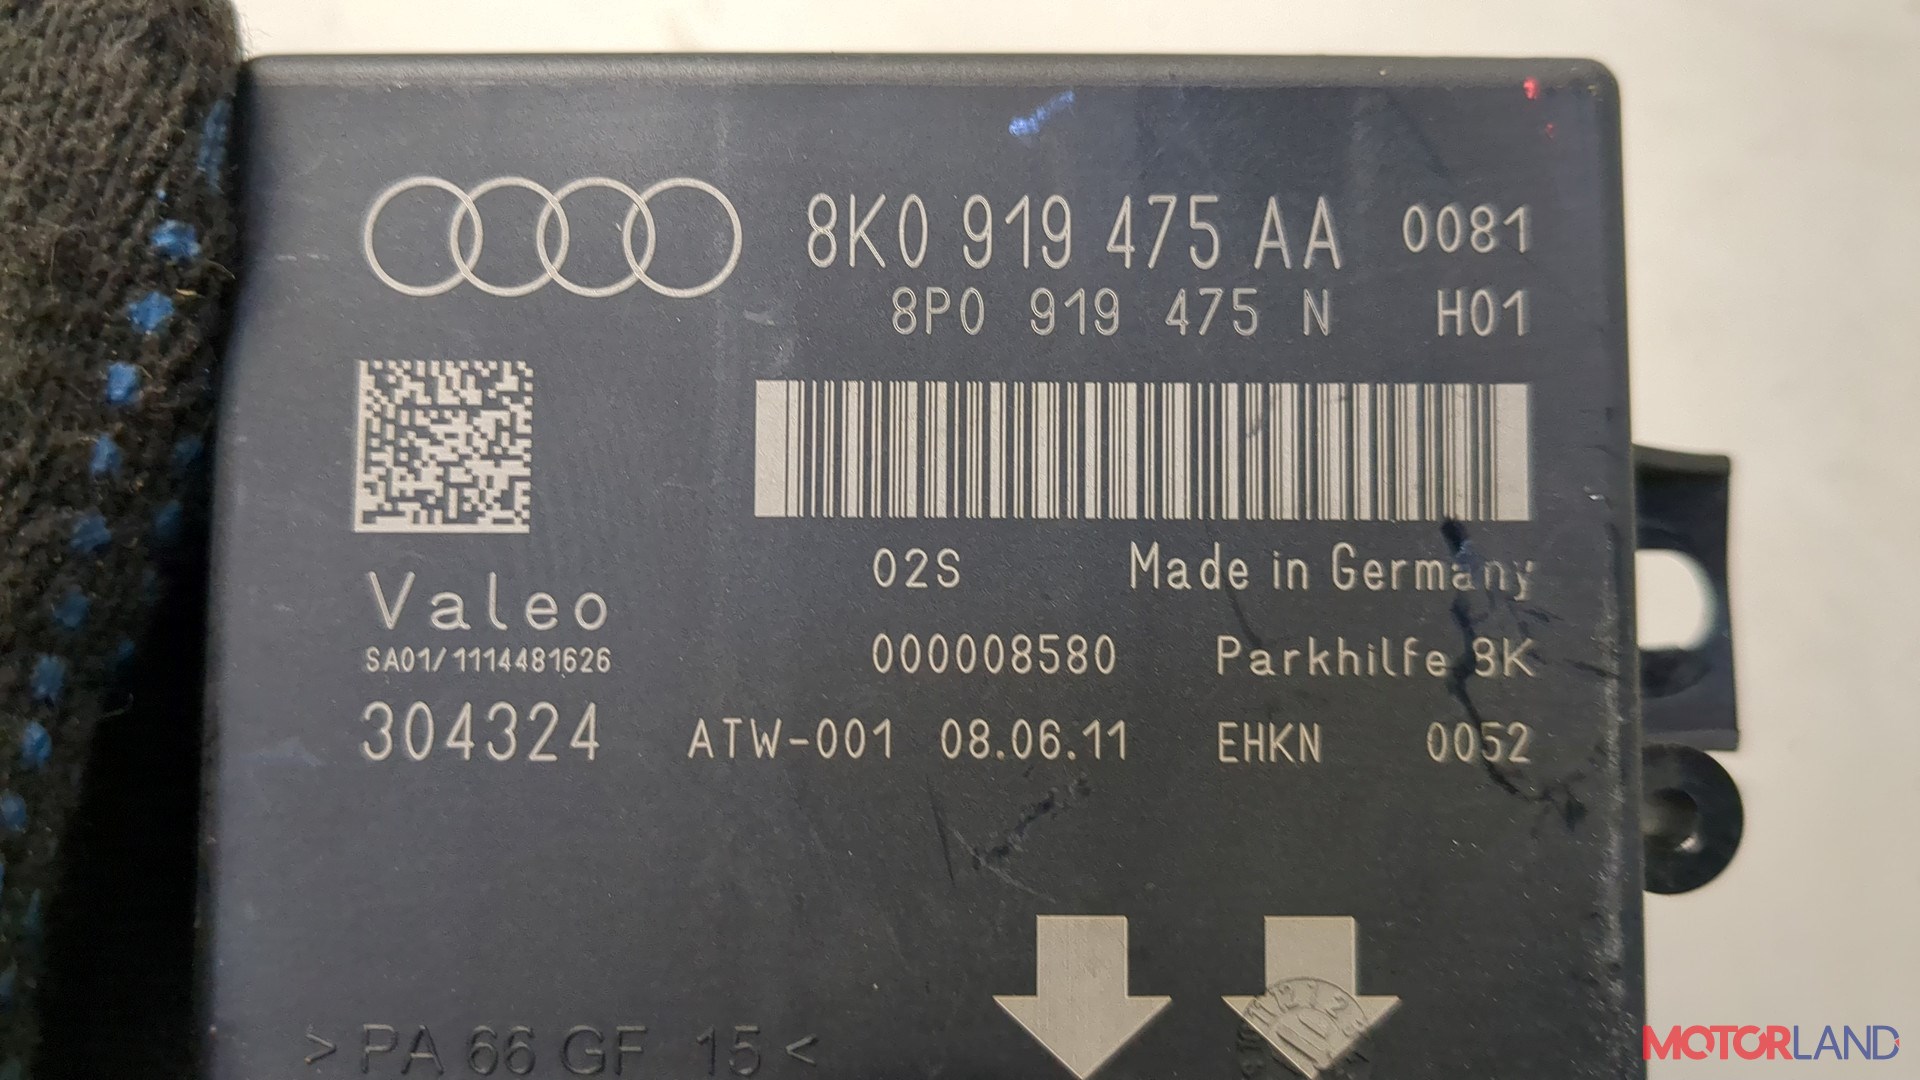 8K0 919 475 AA 0081
8P0 919 475 N H01
02S Made in Germany
Valeo
SA01/1114481626
000008580 Parkhilfe 8K
304324 ATW-001 08.06.11 EHKN 0052
>PA 66 GF 15<
MOTORLAND